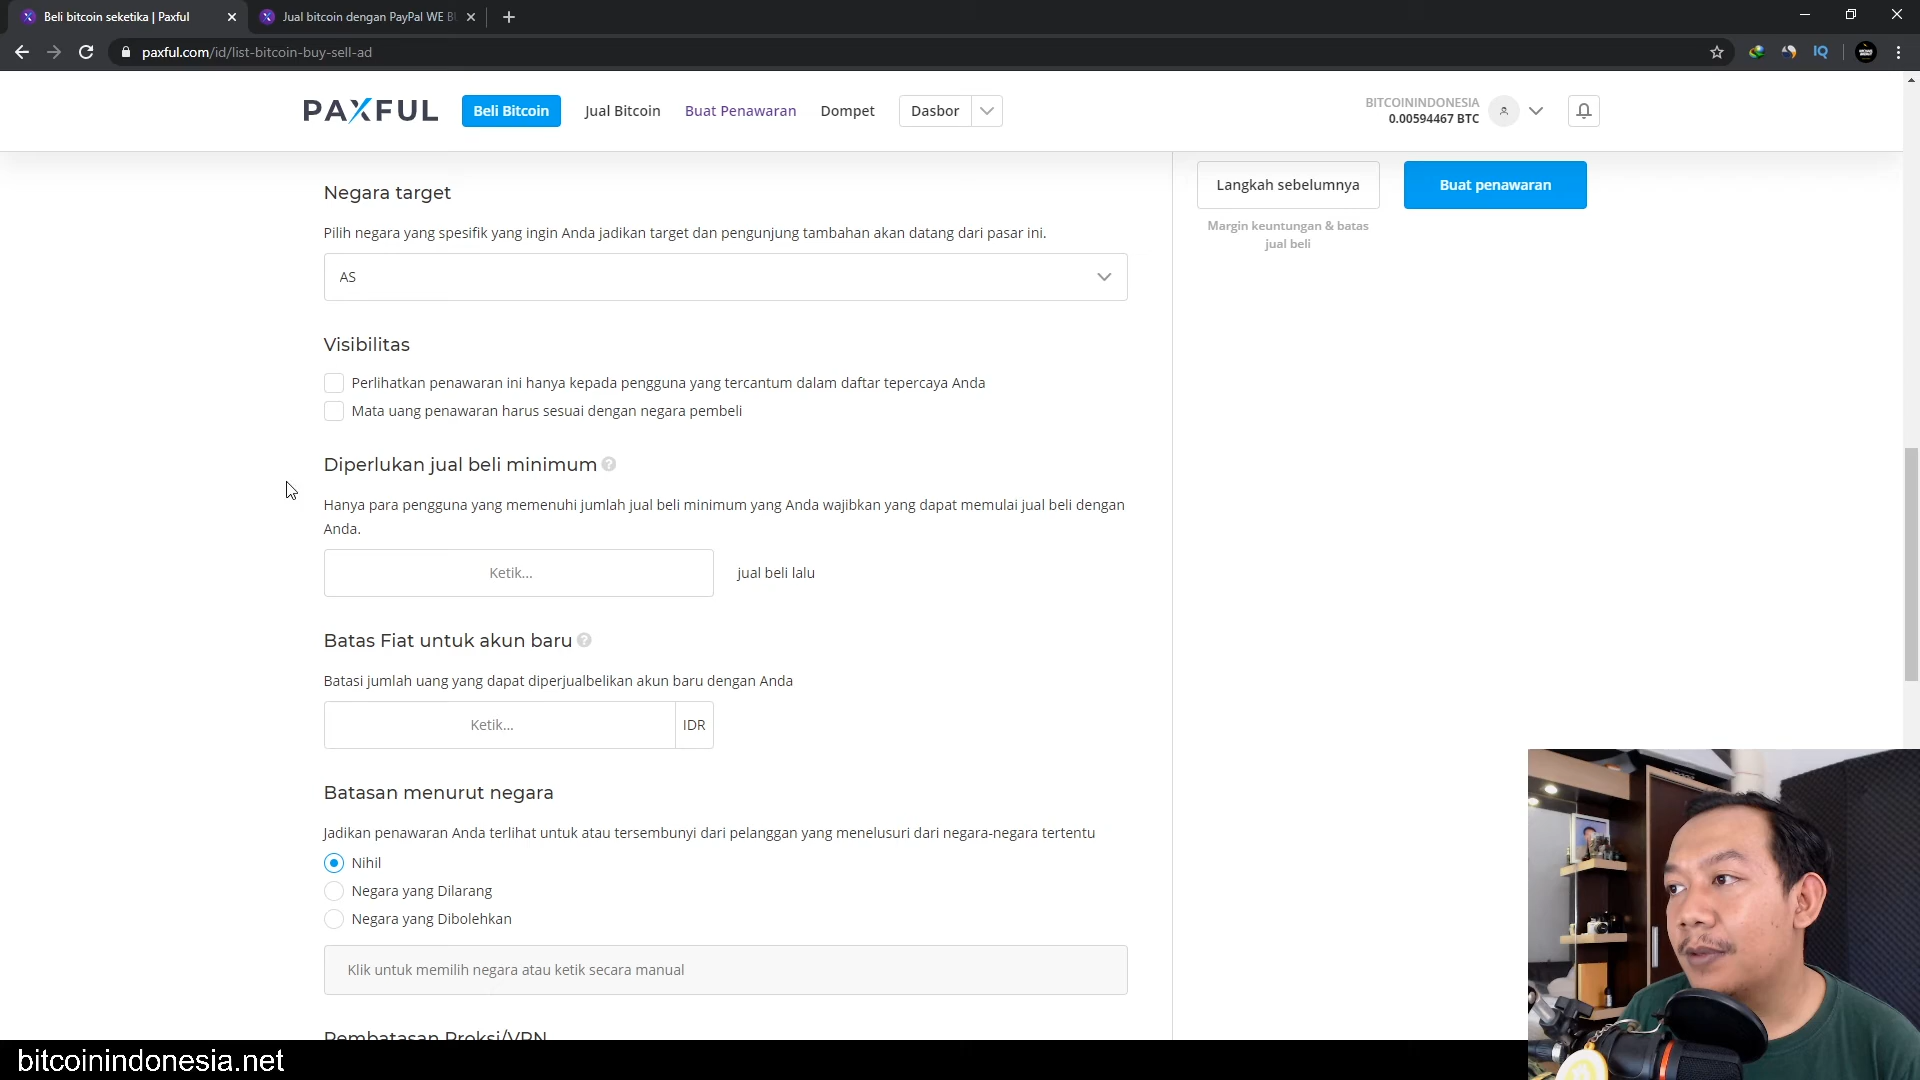 Beli bitcoin seketika | Paxful
Jual bitcoin dengan PayPal WE BU
paxful.com/id/list-bitcoin-buy-sell-ad
IQ
PAXFUL
Beli Bitcoin
Jual Bitcoin
Buat Penawaran
Dompet
Dasbor
BITCOININDONESIA
0.00594467 BTC
Negara target
Pilih negara yang spesifik yang ingin Anda jadikan target dan pengunjung tambahan akan datang dari pasar ini.
AS
Langkah sebelumnya
Buat penawaran
Margin keuntungan & batas
jual beli
Visibilitas
Perlihatkan penawaran ini hanya kepada pengguna yang tercantum dalam daftar tepercaya Anda
Mata uang penawaran harus sesuai dengan negara pembeli
Diperlukan jual beli minimum ?
Hanya para pengguna yang memenuhi jumlah jual beli minimum yang Anda wajibkan yang dapat memulai jual beli dengan
Anda.
Ketik...
jual beli lalu
Batas Fiat untuk akun baru ?
Batasi jumlah uang yang dapat diperjualbelikan akun baru dengan Anda
Ketik...
IDR
Batasan menurut negara
Jadikan penawaran Anda terlihat untuk atau tersembunyi dari pelanggan yang menelusuri dari negara-negara tertentu
Nihil
Negara yang Dilarang
Negara yang Dibolehkan
Klik untuk memilih negara atau ketik secara manual
Pembatasan Proksi/VPN
bitcoinindonesia.net